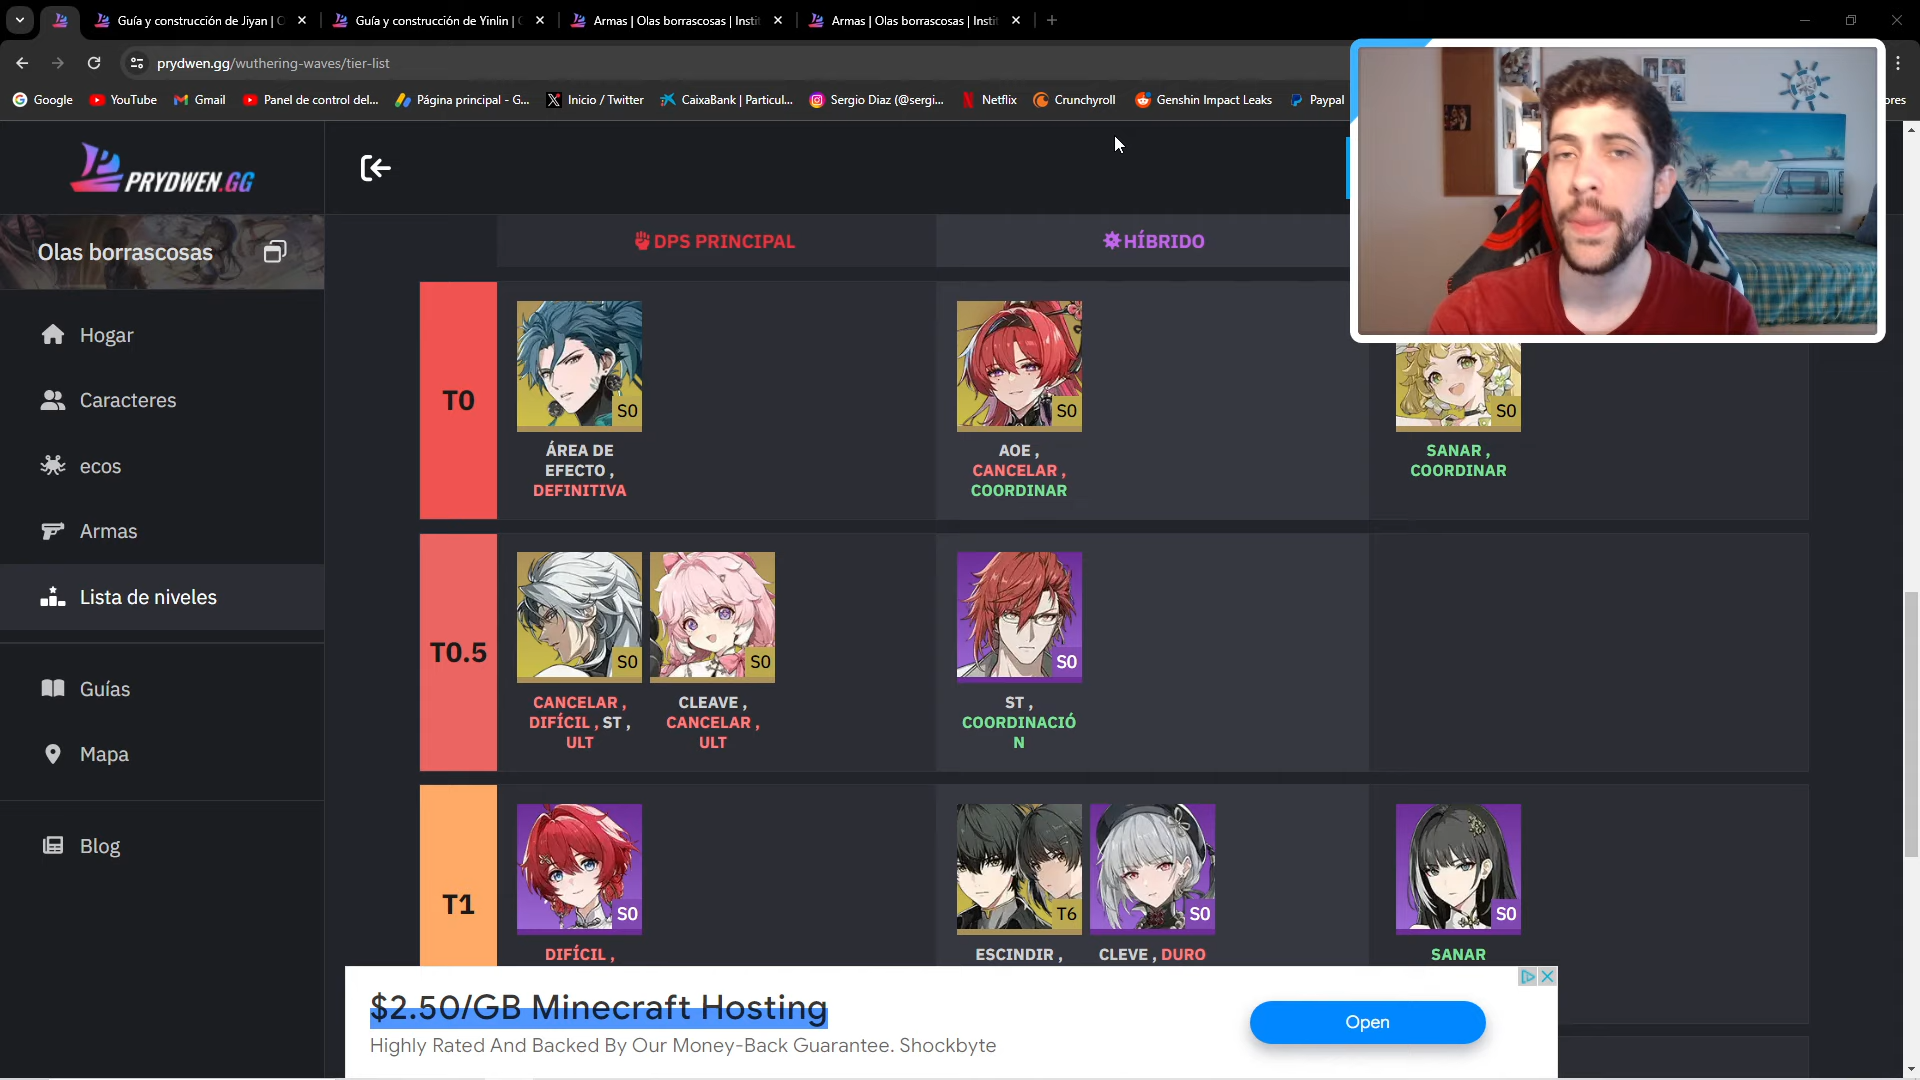 Guía y construcción de Jiyan |
Guía y construcción de Yinlin |
Armas | Olas borrascosas | Insti
Armas | Olas borrascosas | Insti
prydwen.gg/wuthering-waves/tier-list
Google
YouTube
Gmail
Panel de control del...
Página principal - G...
Inicio / Twitter
CaixaBank | Particul...
Sergio Diaz (@sergi...
Netflix
Crunchyroll
Genshin Impact Leaks
Paypal
ores
PRYDWEN.GG
Olas borrascosas
Hogar
Caracteres
ecos
Armas
Lista de niveles
Guías
Mapa
Blog
DPS PRINCIPAL
HÍBRIDO
T0
S0
ÁREA DE
EFECTO ,
DEFINITIVA
S0
AOE ,
CANCELAR ,
COORDINAR
S0
SANAR ,
COORDINAR
T0.5
S0
CANCELAR ,
DIFÍCIL , ST ,
ULT
S0
CLEAVE ,
CANCELAR ,
ULT
S0
ST ,
COORDINACIÓ
N
T1
S0
DIFÍCIL ,
T6
ESCINDIR ,
S0
CLEVE , DURO
S0
SANAR
$2.50/GB Minecraft Hosting
Highly Rated And Backed By Our Money-Back Guarantee. Shockbyte
Open